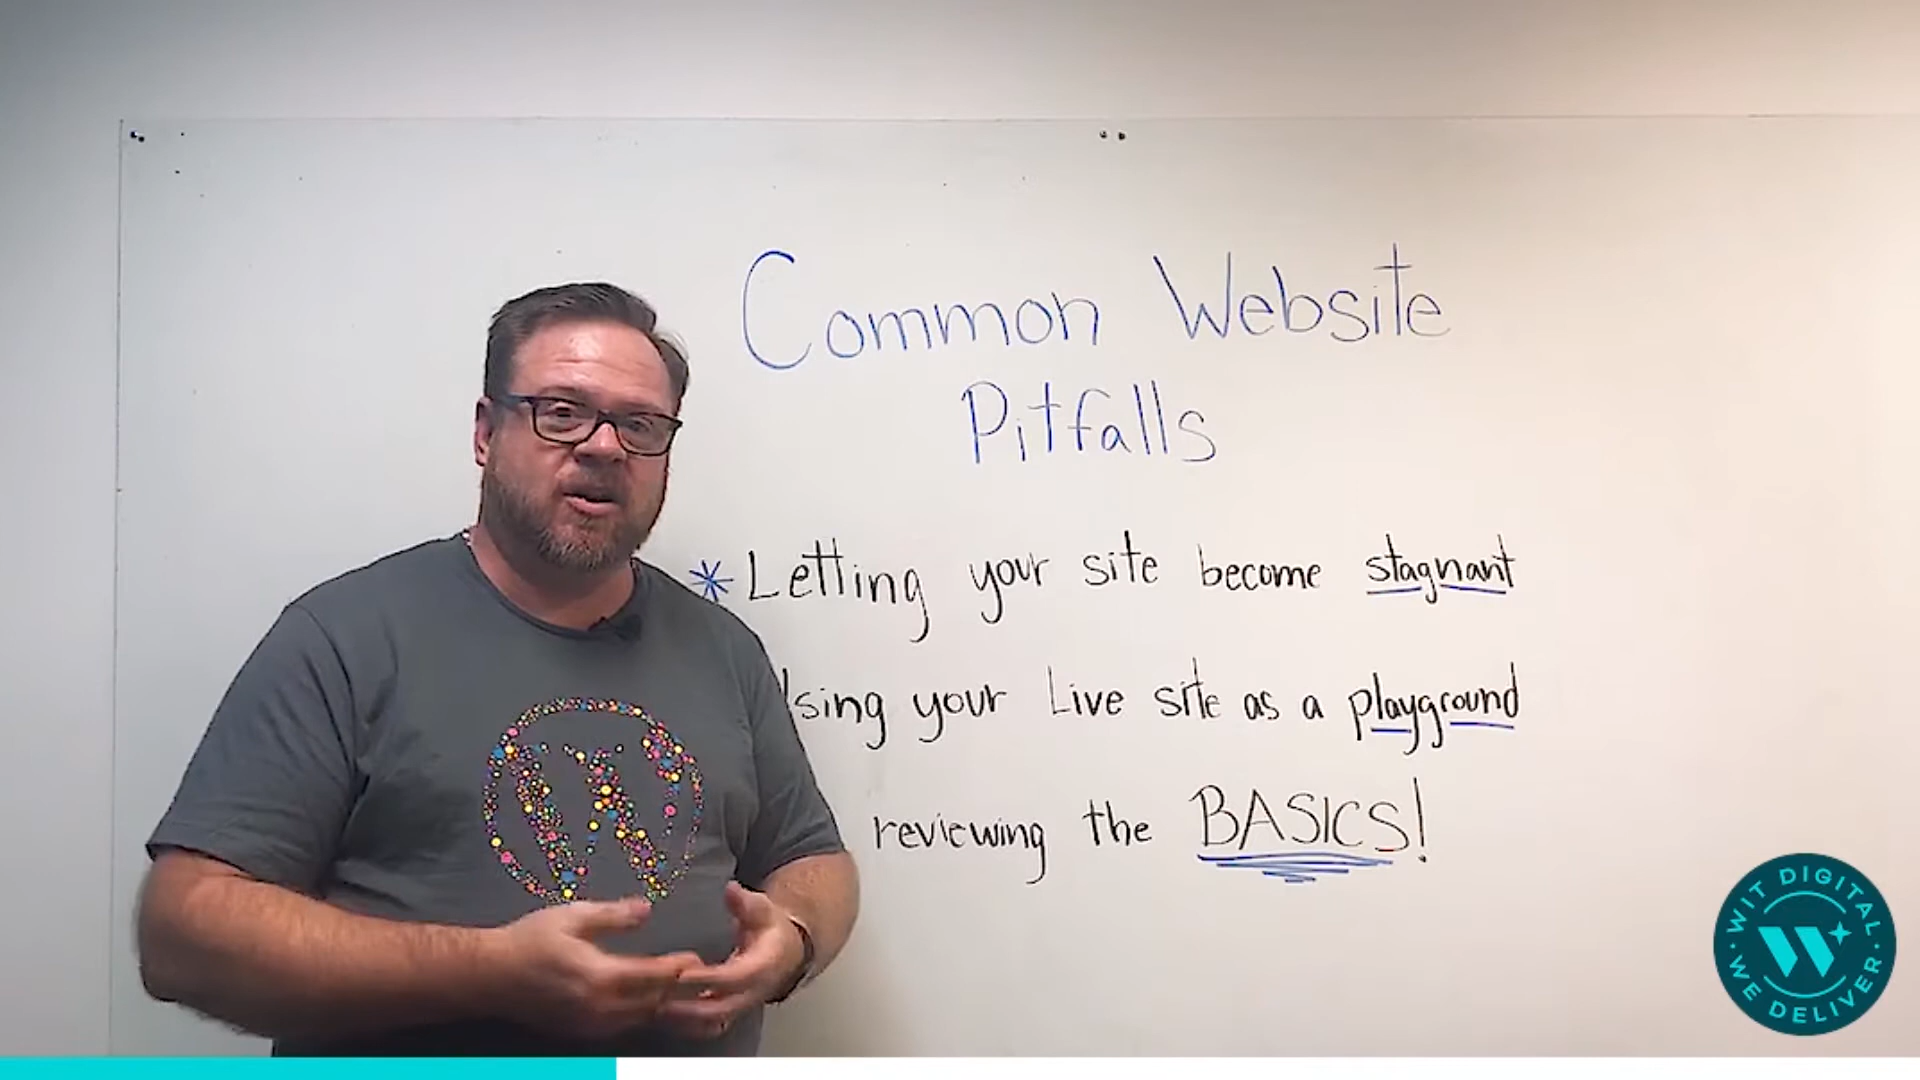 Common Website
Pitfalls
* Letting your site become stagnant
sing your Live site as a playground
reviewing the BASICS!
W
WIT DIGITAL
W
WE DELIVER